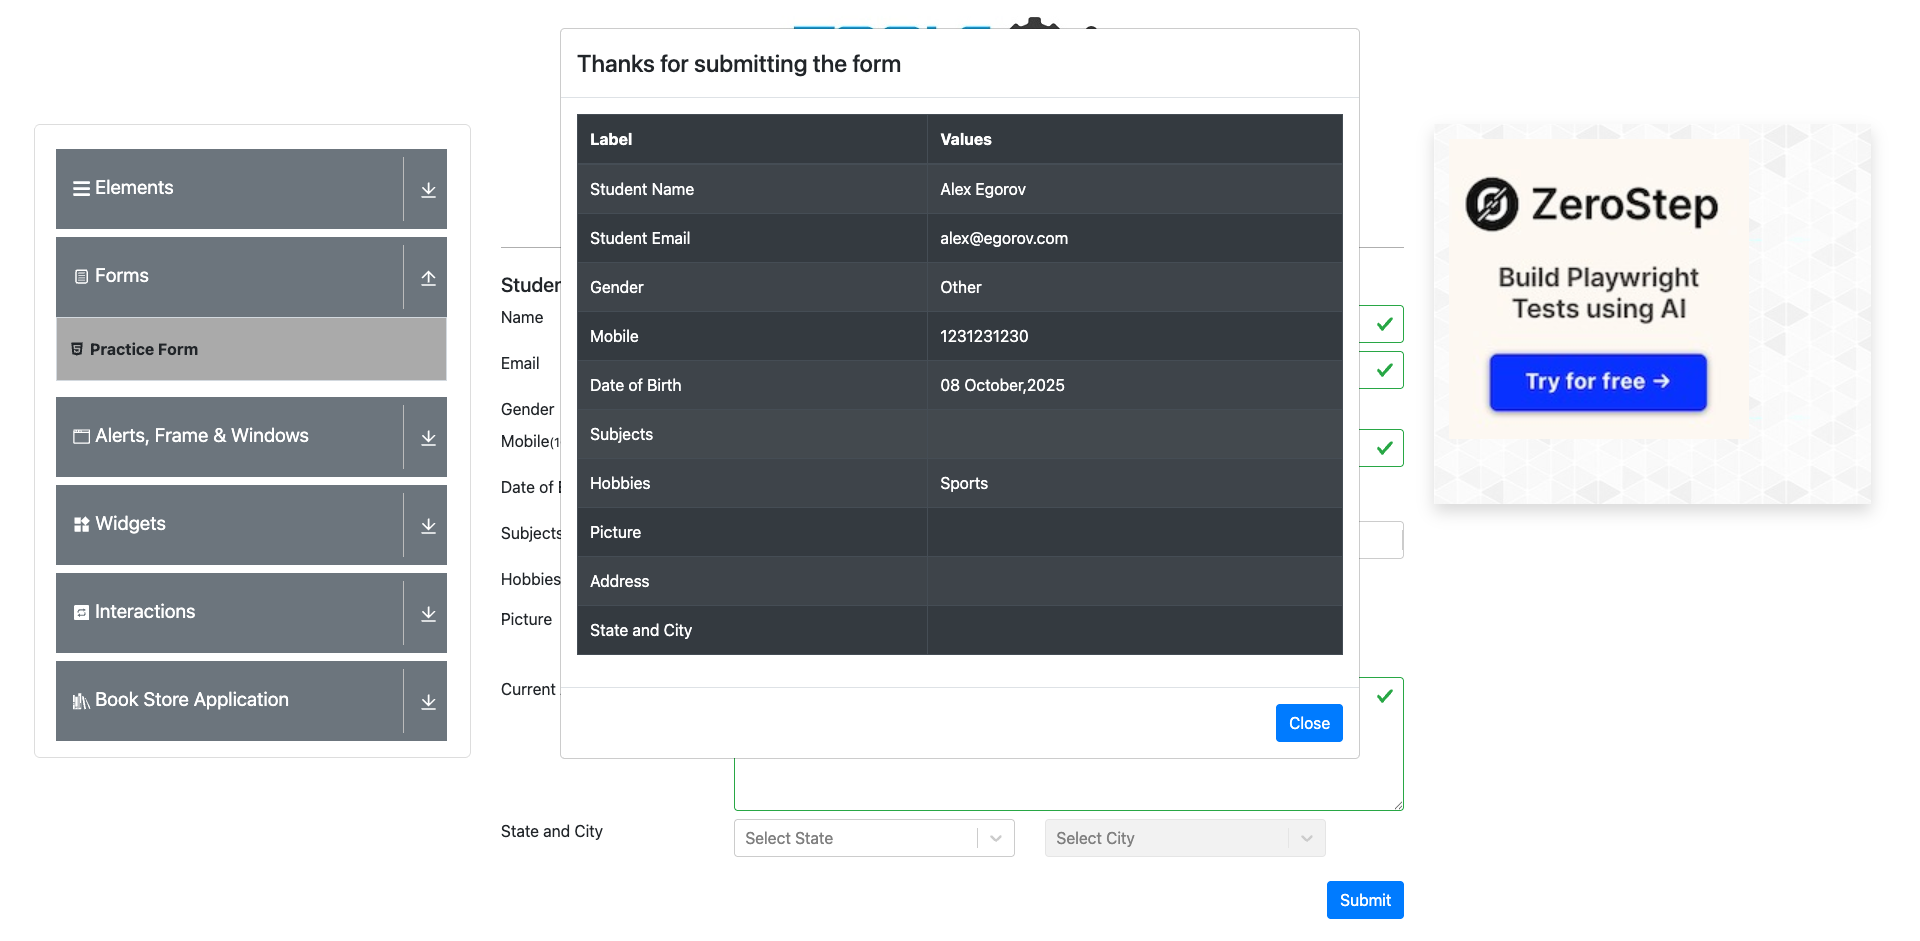 Thanks for submitting the form
Label Values
Student Name Alex Egorov
Student Email alex@egorov.com
Gender Other
Mobile 1231231230
Date of Birth 08 October,2025
Subjects
Hobbies Sports
Picture
Address
State and City
Close
Elements
Forms
Practice Form
Alerts, Frame & Windows
Widgets
Interactions
Book Store Application
Name
Email
Gender
Mobile
Date of
Subjects
Hobbies
Picture
Current
State and City
Select State
Select City
Submit
ZeroStep
Build Playwright
Tests using AI
Try for free →